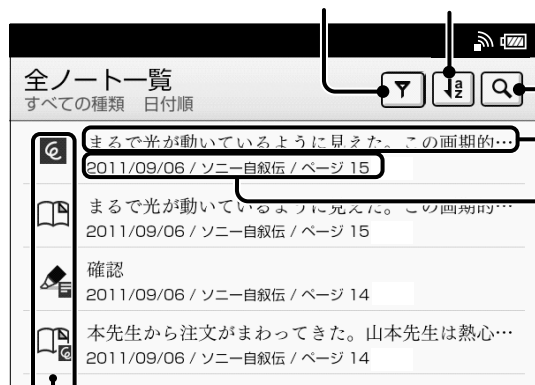 全ノート一覧
すべての種類 日付順
a
z
まるで光が動いているように見えた。この画期的…
2011/09/06 / ソニー自叙伝 / ページ 15
まるで光が動いているように見えた。この画期的…
2011/09/06 / ソニー自叙伝 / ページ 15
確認
2011/09/06 / ソニー自叙伝 / ページ 14
本先生から注文がまわってきた。山本先生は熱心…
2011/09/06 / ソニー自叙伝 / ページ 14